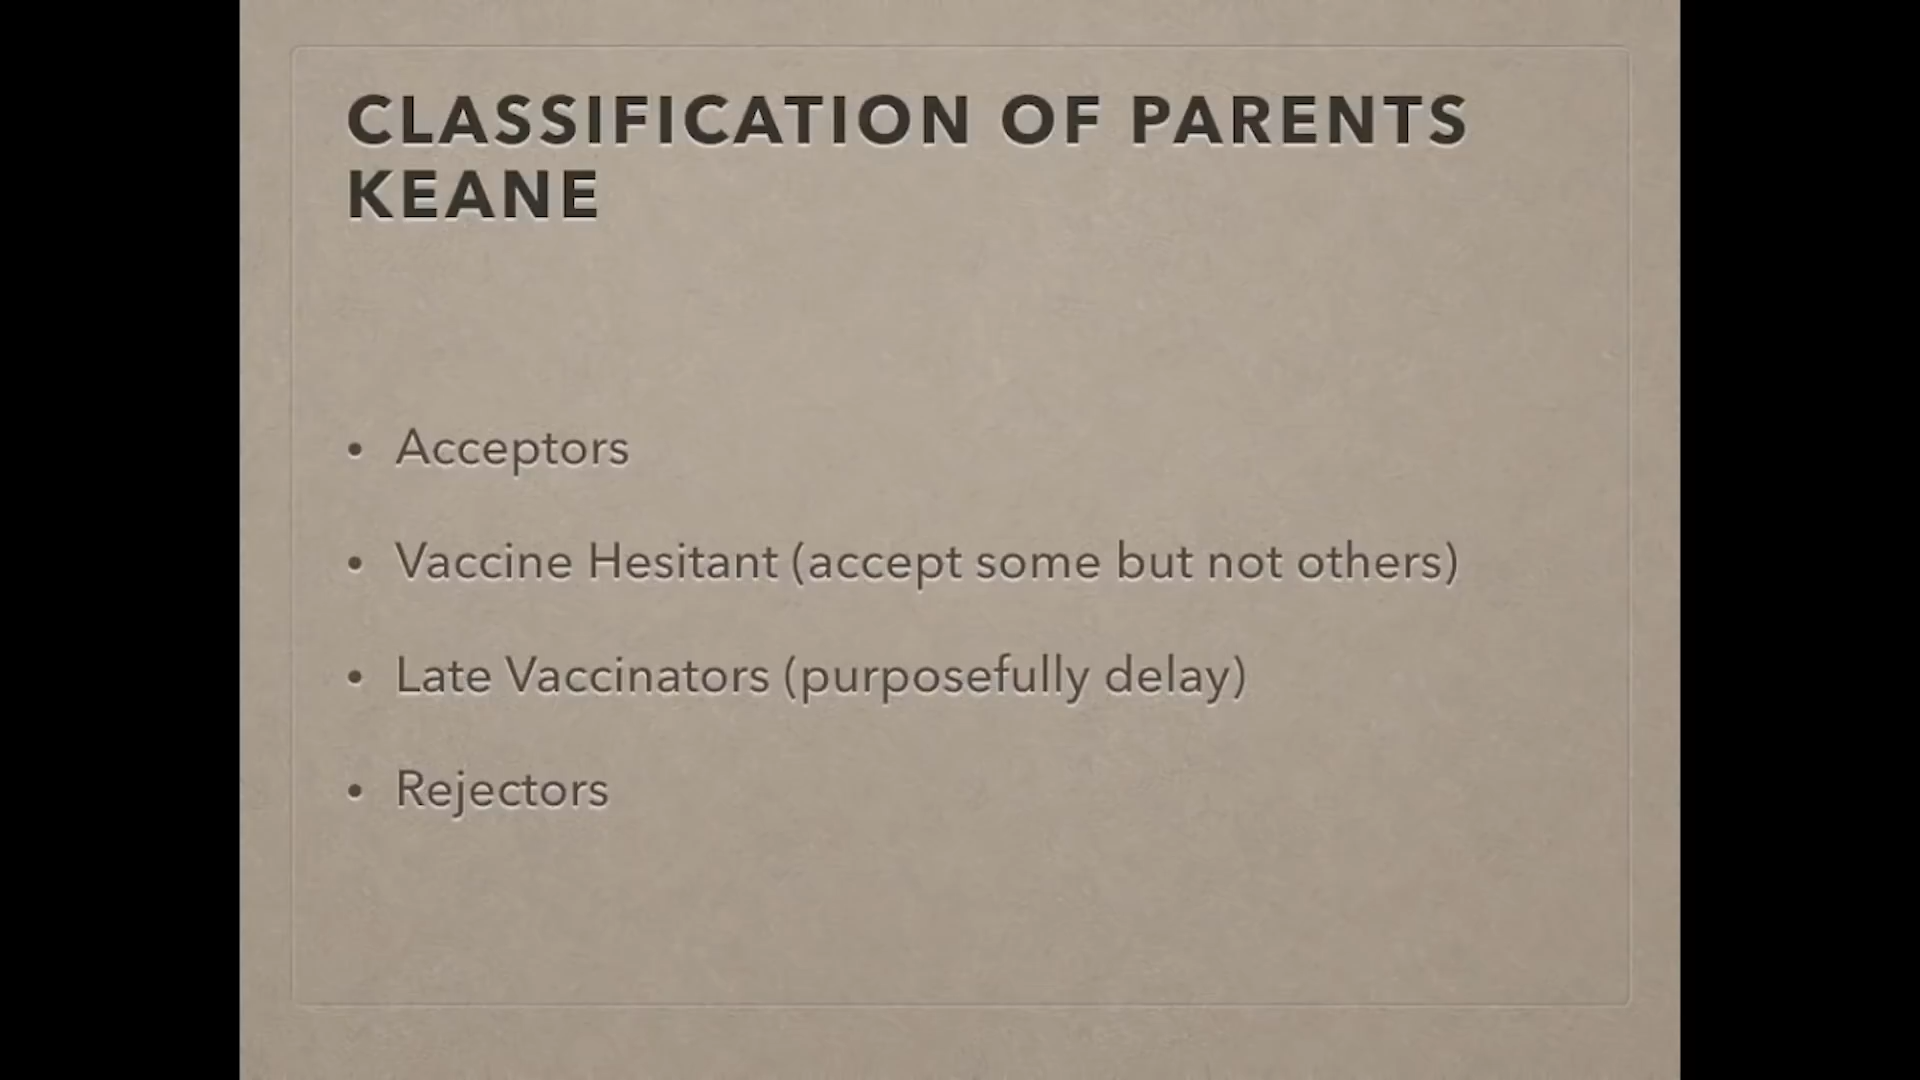 CLASSIFICATION OF PARENTS
KEANE
• Acceptors
• Vaccine Hesitant (accept some but not others)
• Late Vaccinators (purposefully delay)
• Rejectors